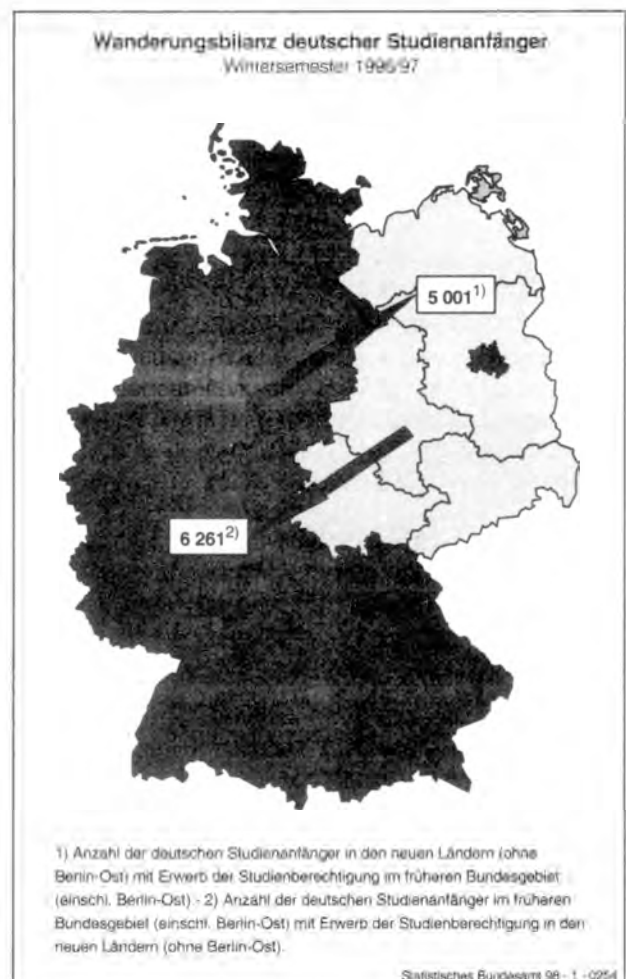 Wanderungsbilanz deutscher Studienanfänger
Wintersemester 1996/97
5 001¹⁾
6 261²⁾
1) Anzahl der deutschen Studienanfänger in den neuen Ländern (ohne
Berlin-Ost) mit Erwerb der Studienberechtigung im früheren Bundesgebiet
(einschl. Berlin-Ost) - 2) Anzahl der deutschen Studienanfänger im früheren
Bundesgebiet (einschl. Berlin-Ost) mit Erwerb der Studienberechtigung in den
neuen Ländern (ohne Berlin-Ost).
Statistisches Bundesamt 98 - 1 - 0254